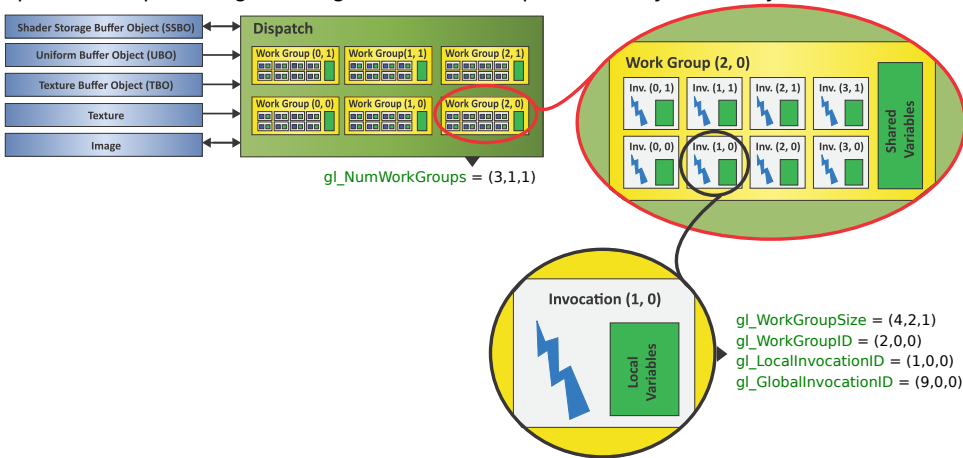 Shader Storage Buffer Object (SSBO)
Uniform Buffer Object (UBO)
Texture Buffer Object (TBO)
Texture
Image
Dispatch
Work Group (0, 1)
Work Group(1, 1)
Work Group (2, 1)
Work Group (0, 0)
Work Group (1, 0)
Work Group (2, 0)
gl_NumWorkGroups = (3,1,1)
Work Group (2, 0)
Inv. (0, 1)
Inv. (1, 1)
Inv. (2, 1)
Inv. (3, 1)
Inv. (0, 0)
Inv. (1, 0)
Inv. (2, 0)
Inv. (3, 0)
Shared
Variables
Invocation (1, 0)
Local
Variables
gl_WorkGroupSize = (4,2,1)
gl_WorkGroupID = (2,0,0)
gl_LocalInvocationID = (1,0,0)
gl_GlobalInvocationID = (9,0,0)